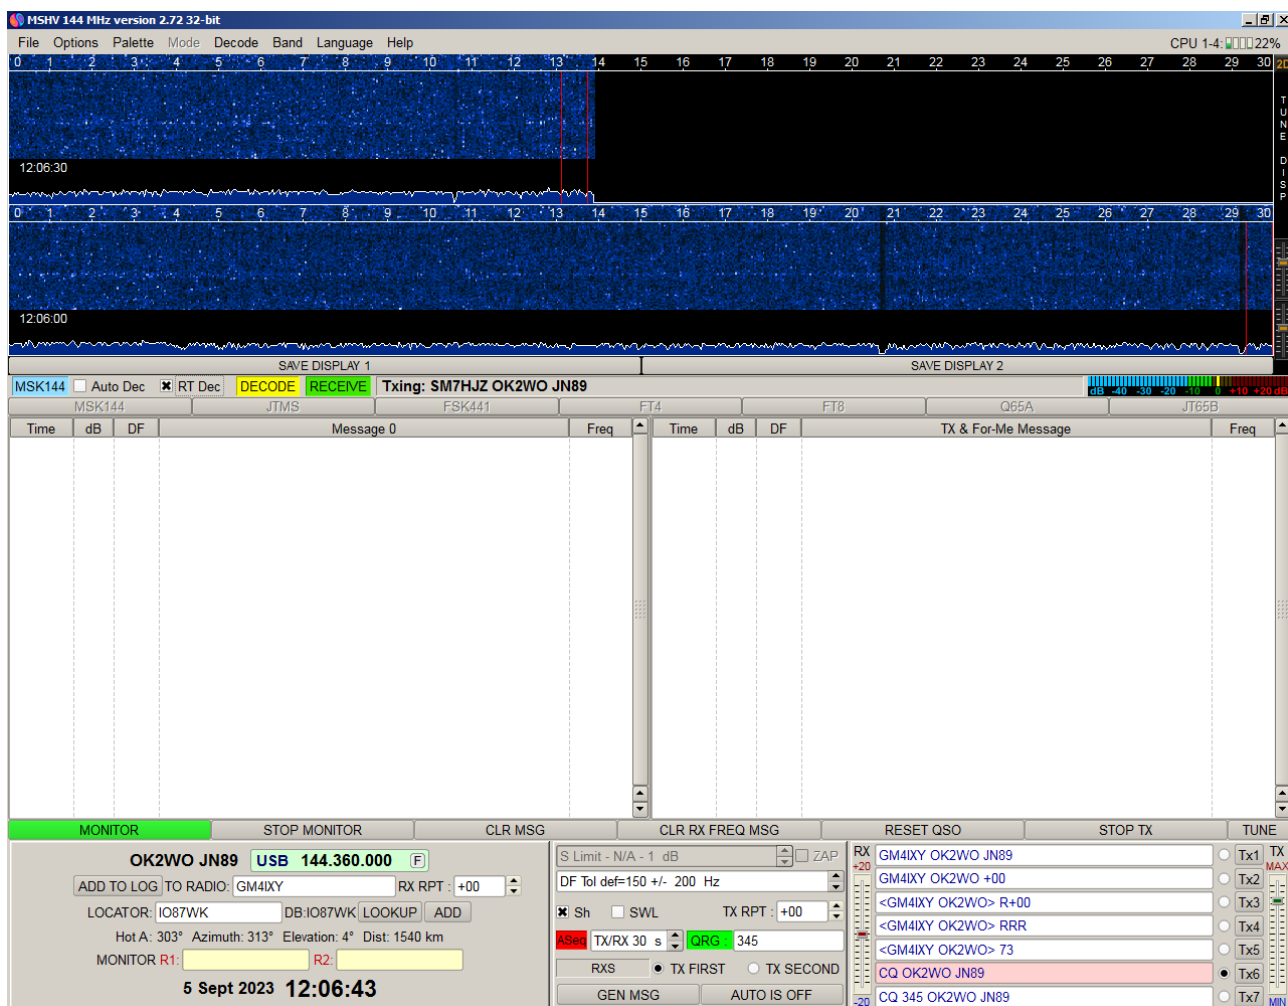 MSHV 144 MHz version 2.72 32-bit
File Options Palette Mode Decode Band Language Help CPU 1-4: 22%
0 1 2 3 4 5 6 7 8 9 10 11 12 13 14 15 16 17 18 19 20 21 22 23 24 25 26 27 28 29 30 2D
TUNE DISP
12:06:30
0 1 2 3 4 5 6 7 8 9 10 11 12 13 14 15 16 17 18 19 20 21 22 23 24 25 26 27 28 29 30
12:06:00
SAVE DISPLAY 1 SAVE DISPLAY 2
MSK144 Auto Dec RT Dec DECODE RECEIVE Txing: SM7HJZ OK2WO JN89 dB -40 -30 -20 -10 0 +10 +20 dB
MSK144 JTMS FSK441 FT4 FT8 Q65A JT65B
Time dB DF Message 0 Freq Time dB DF TX & For-Me Message Freq
MONITOR STOP MONITOR CLR MSG CLR RX FREQ MSG RESET QSO STOP TX TUNE
OK2WO JN89 USB 144.360.000 F
ADD TO LOG TO RADIO: GM4IXY RX RPT : +00
LOCATOR: IO87WK DB:IO87WK LOOKUP ADD
Hot A: 303° Azimuth: 313° Elevation: 4° Dist: 1540 km
MONITOR R1: R2:
5 Sept 2023 12:06:43
S Limit - N/A - 1 dB ZAP
DF Tol def=150 +/- 200 Hz
Sh SWL TX RPT : +00
ASeq TX/RX 30 s QRG : 345
RXS TX FIRST TX SECOND
GEN MSG AUTO IS OFF
RX +20 -20
GM4IXY OK2WO JN89 Tx1
GM4IXY OK2WO +00 Tx2
<GM4IXY OK2WO> R+00 Tx3
<GM4IXY OK2WO> RRR Tx4
<GM4IXY OK2WO> 73 Tx5
CQ OK2WO JN89 Tx6
CQ 345 OK2WO JN89 Tx7
TX MAX MIN